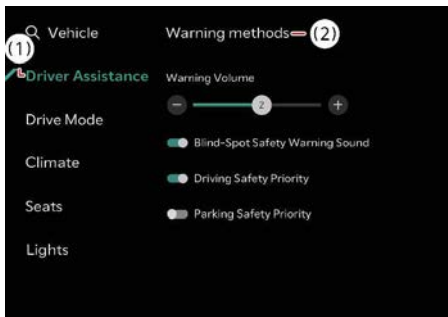 Vehicle
Warning methods
(2)
(1)
Driver Assistance
Warning Volume
2
Drive Mode
Blind-Spot Safety Warning Sound
Climate
Driving Safety Priority
Seats
Parking Safety Priority
Lights